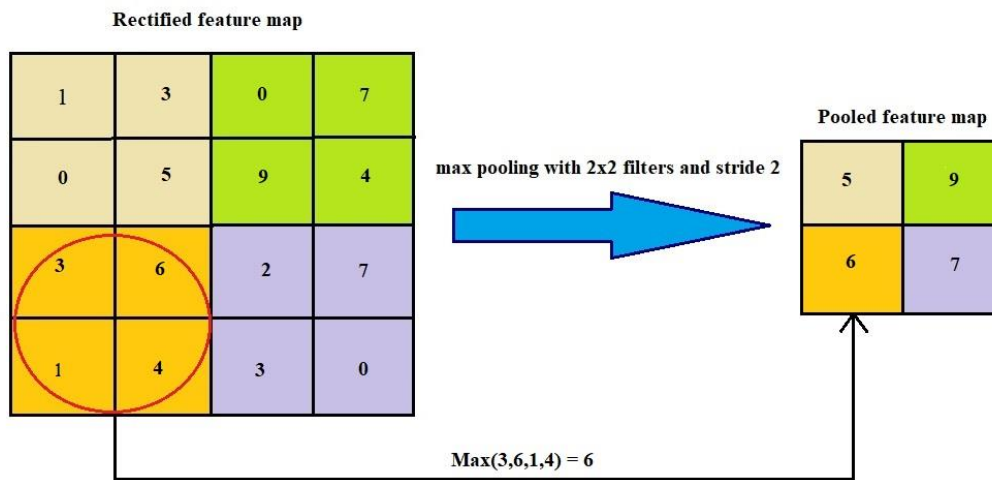 Rectified feature map
1 3 0 7
0 5 9 4
3 6 2 7
1 4 3 0
max pooling with 2x2 filters and stride 2
Pooled feature map
5 9
6 7
Max(3,6,1,4) = 6